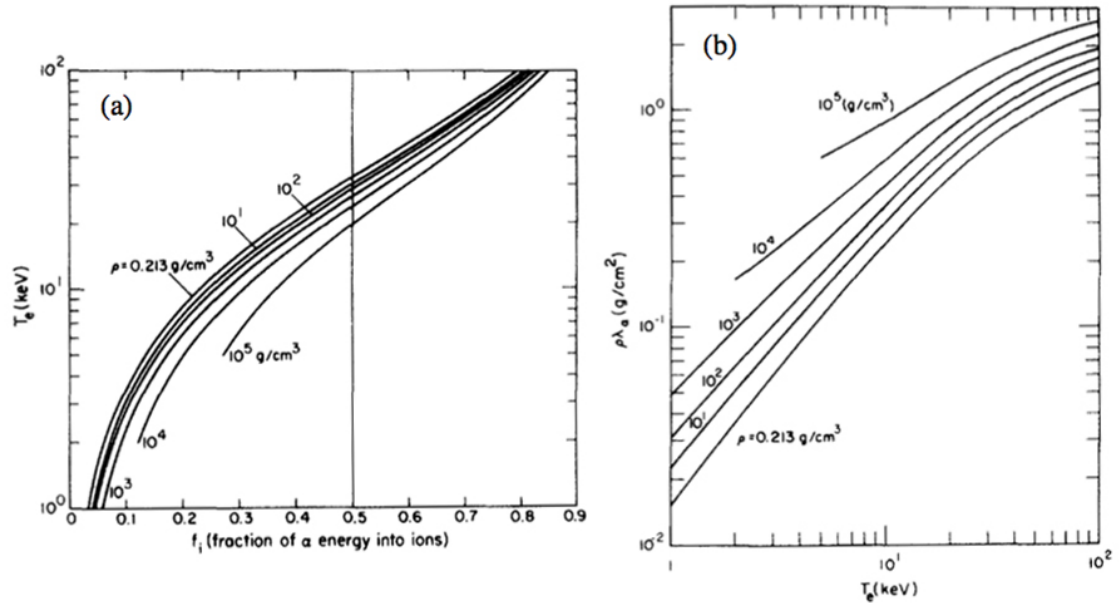 (a)
10²
10¹
10⁰
T_e (keV)
ρ=0.213 g/cm³
10¹
10²
10³
10⁴
10⁵ g/cm³
0 0.1 0.2 0.3 0.4 0.5 0.6 0.7 0.8 0.9
f_i (fraction of α energy into ions)
(b)
10⁰
10⁻¹
10⁻²
ρλ_a (g/cm²)
10⁵ (g/cm³)
10⁴
10³
10²
10¹
ρ=0.213 g/cm³
1 10¹ 10²
T_e (keV)